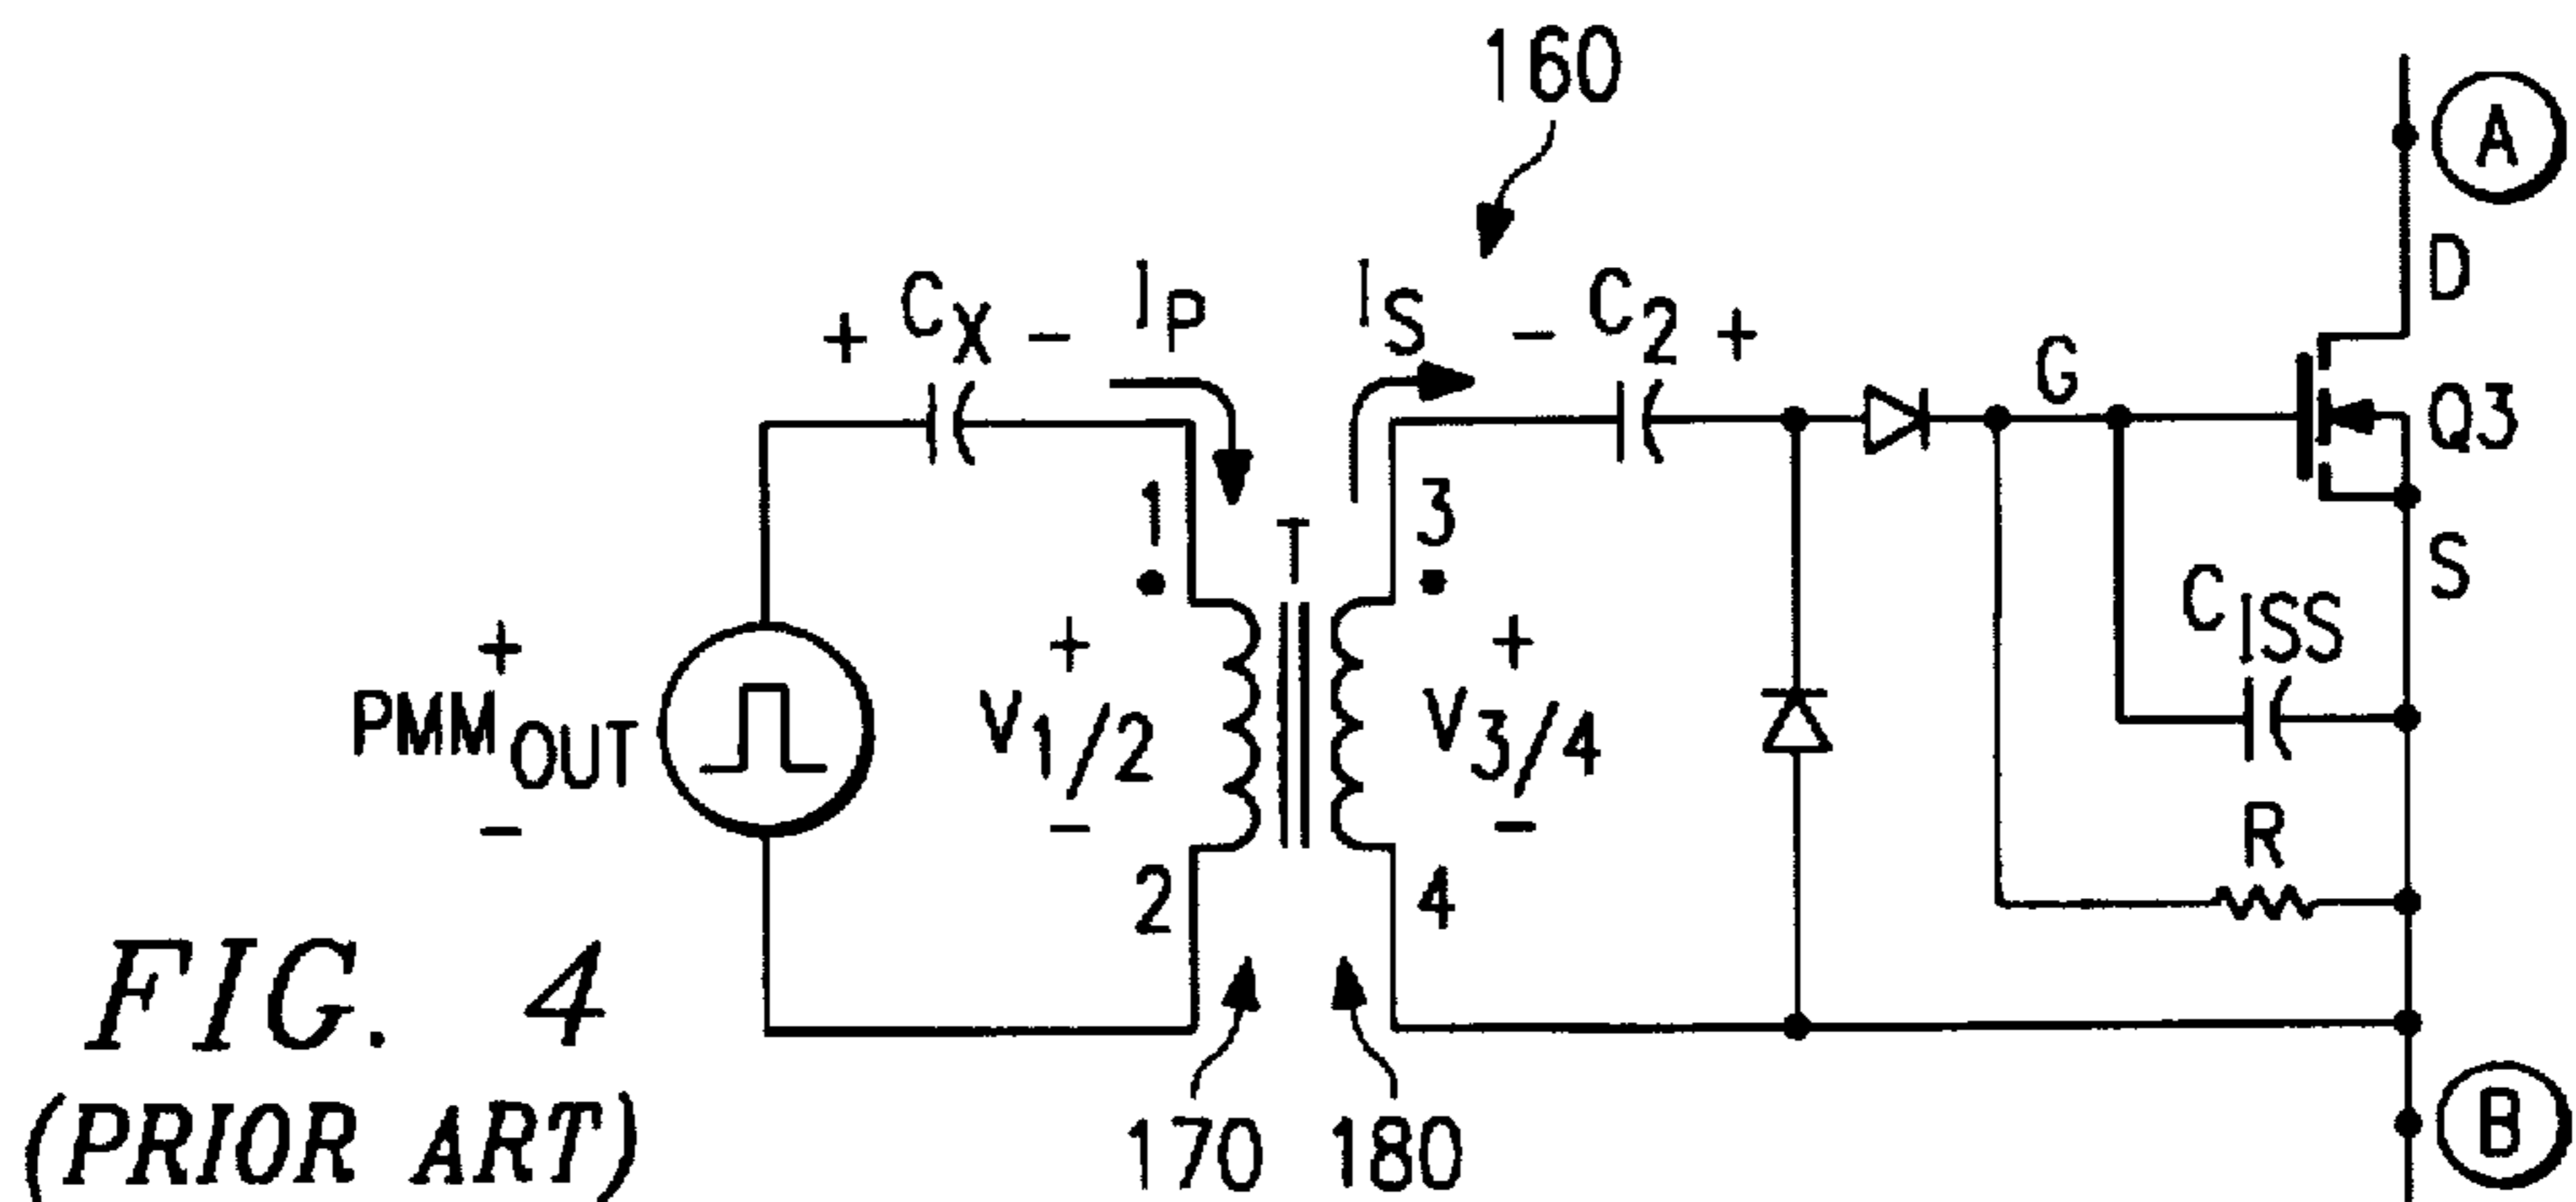 160
A
D
+ CX - IP
IS
- C2 +
G
Q3
1
T
3
S
CISS
+
PMMOUT
-
+
V1/2
-
+
V3/4
-
R
2
4
FIG. 4
(PRIOR ART)
170
180
B